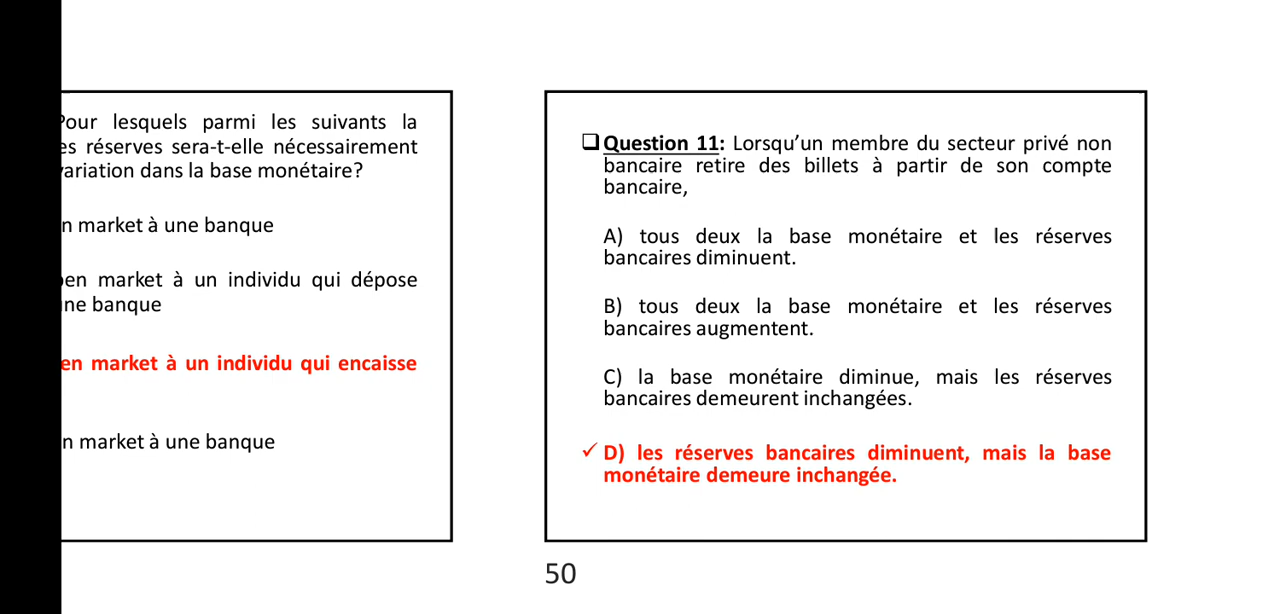 Pour lesquels parmi les suivants la
es réserves sera-t-elle nécessairement
variation dans la base monétaire?
n market à une banque
en market à un individu qui dépose
une banque
en market à un individu qui encaisse
n market à une banque
❑ Question 11: Lorsqu’un membre du secteur privé non
bancaire retire des billets à partir de son compte
bancaire,
A) tous deux la base monétaire et les réserves
bancaires diminuent.
B) tous deux la base monétaire et les réserves
bancaires augmentent.
C) la base monétaire diminue, mais les réserves
bancaires demeurent inchangées.
✓ D) les réserves bancaires diminuent, mais la base
monétaire demeure inchangée.
50